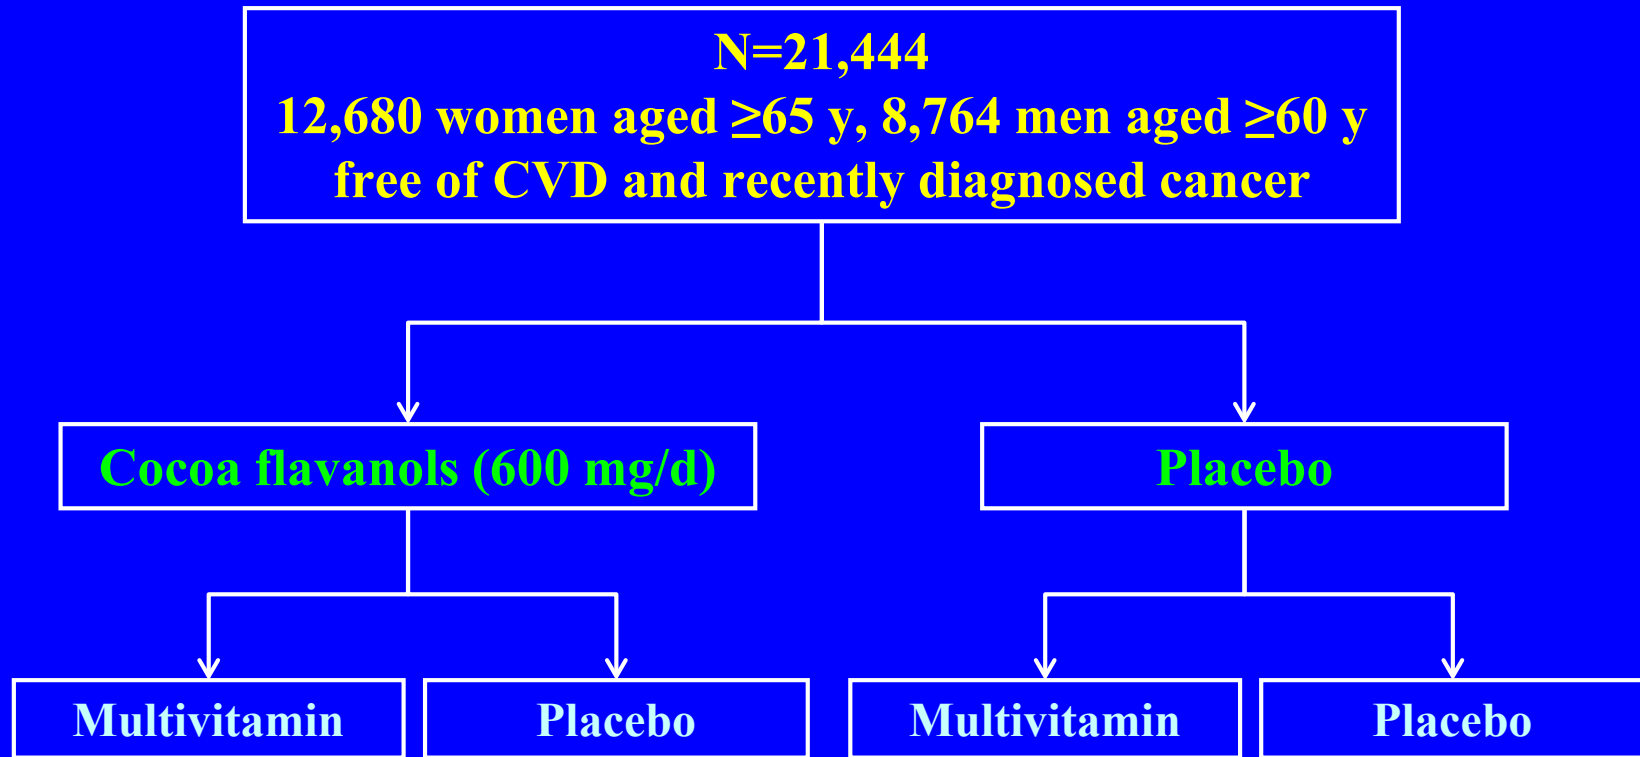 N=21,444
12,680 women aged ≥65 y, 8,764 men aged ≥60 y
free of CVD and recently diagnosed cancer
Cocoa flavanols (600 mg/d)
Placebo
Multivitamin
Placebo
Multivitamin
Placebo